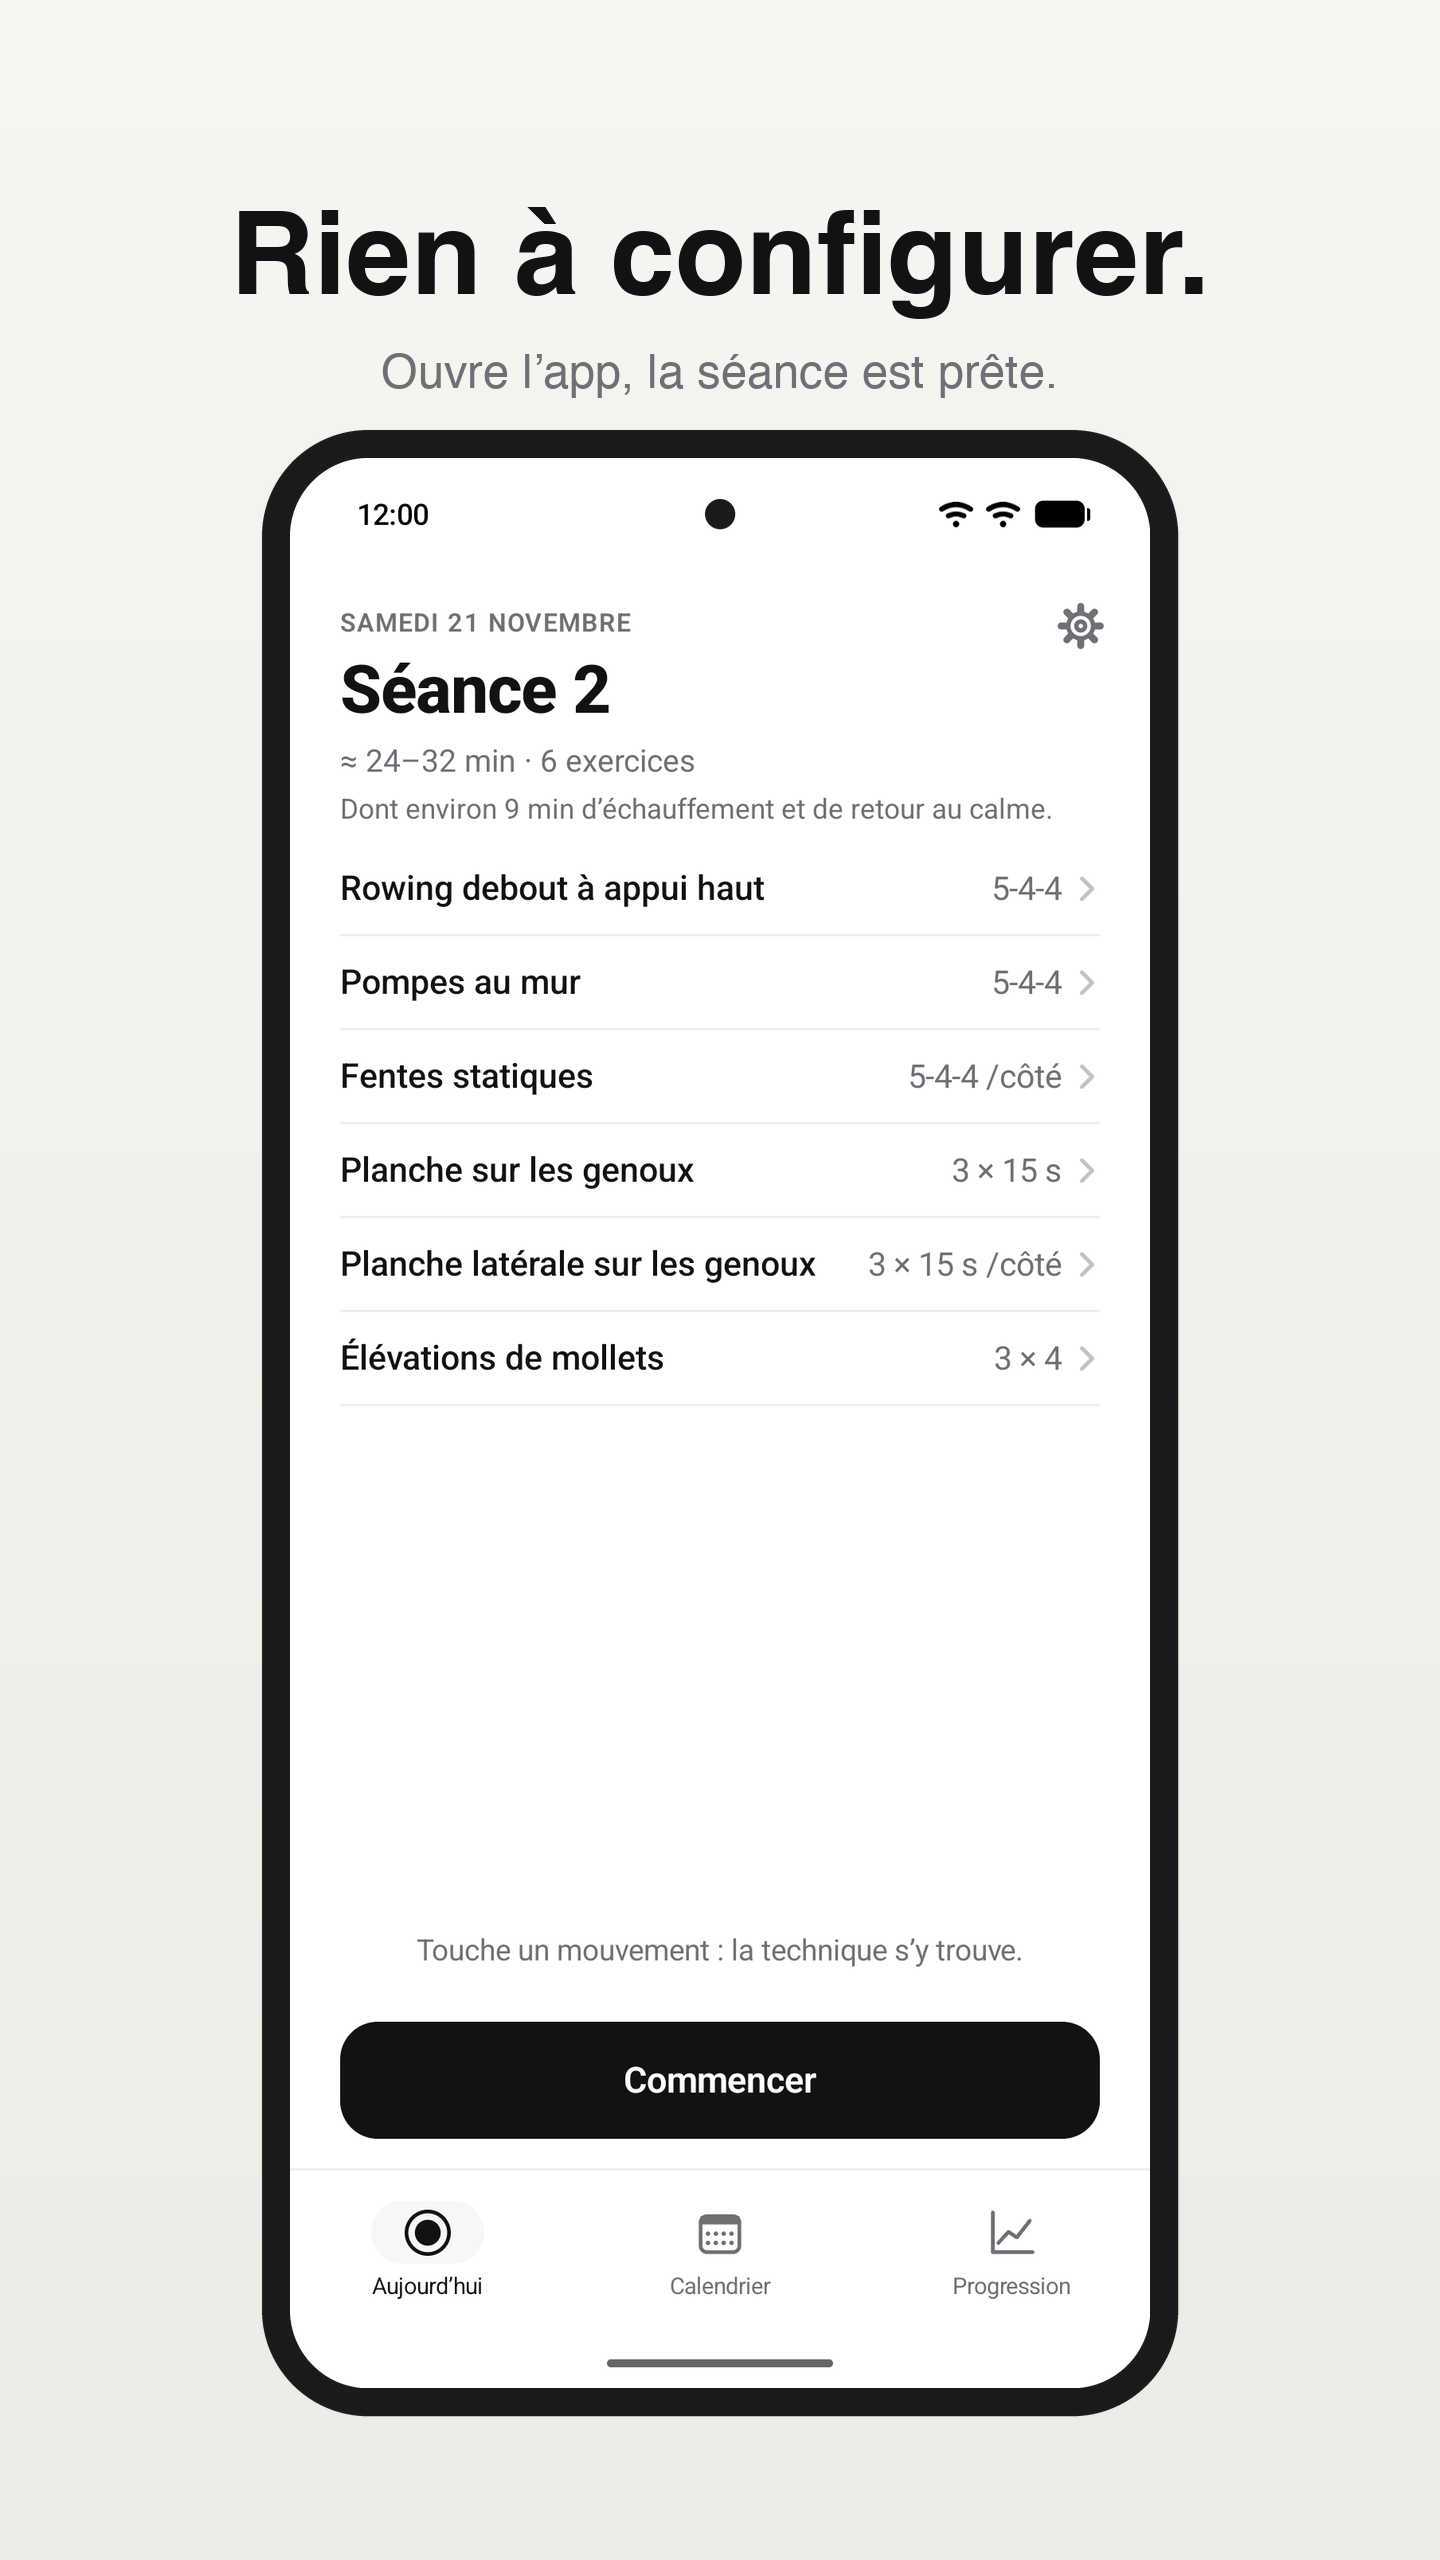 Rien à configurer.
Ouvre l’app, la séance est prête.
12:00
SAMEDI 21 NOVEMBRE
Séance 2
≈ 24–32 min · 6 exercices
Dont environ 9 min d’échauffement et de retour au calme.
Rowing debout à appui haut 5-4-4
Pompes au mur 5-4-4
Fentes statiques 5-4-4 /côté
Planche sur les genoux 3 × 15 s
Planche latérale sur les genoux 3 × 15 s /côté
Élévations de mollets 3 × 4
Touche un mouvement : la technique s’y trouve.
Commencer
Aujourd’hui Calendrier Progression